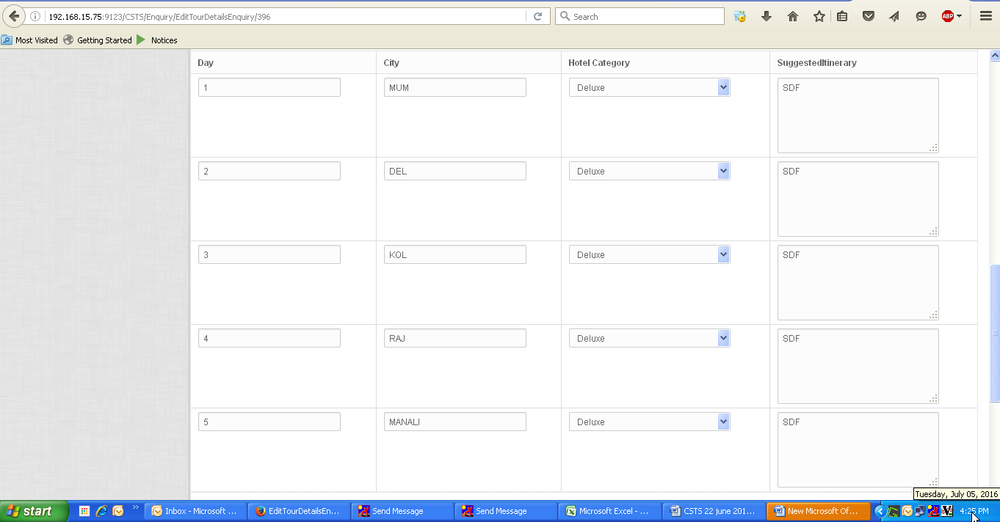 192.168.15.75:9123/CSTS/Enquiry/EditTourDetailsEnquiry/396
Search
ABP
Most Visited Getting Started Notices
Day City Hotel Category SuggestedItinerary
1 MUM Deluxe SDF
2 DEL Deluxe SDF
3 KOL Deluxe SDF
4 RAJ Deluxe SDF
5 MANALI Deluxe SDF
Tuesday, July 05, 2016
start Inbox - Microsoft ... EditTourDetailsEn... Send Message Send Message Microsoft Excel - ... CSTS 22 june 201... New Microsoft Of... 4:25 PM